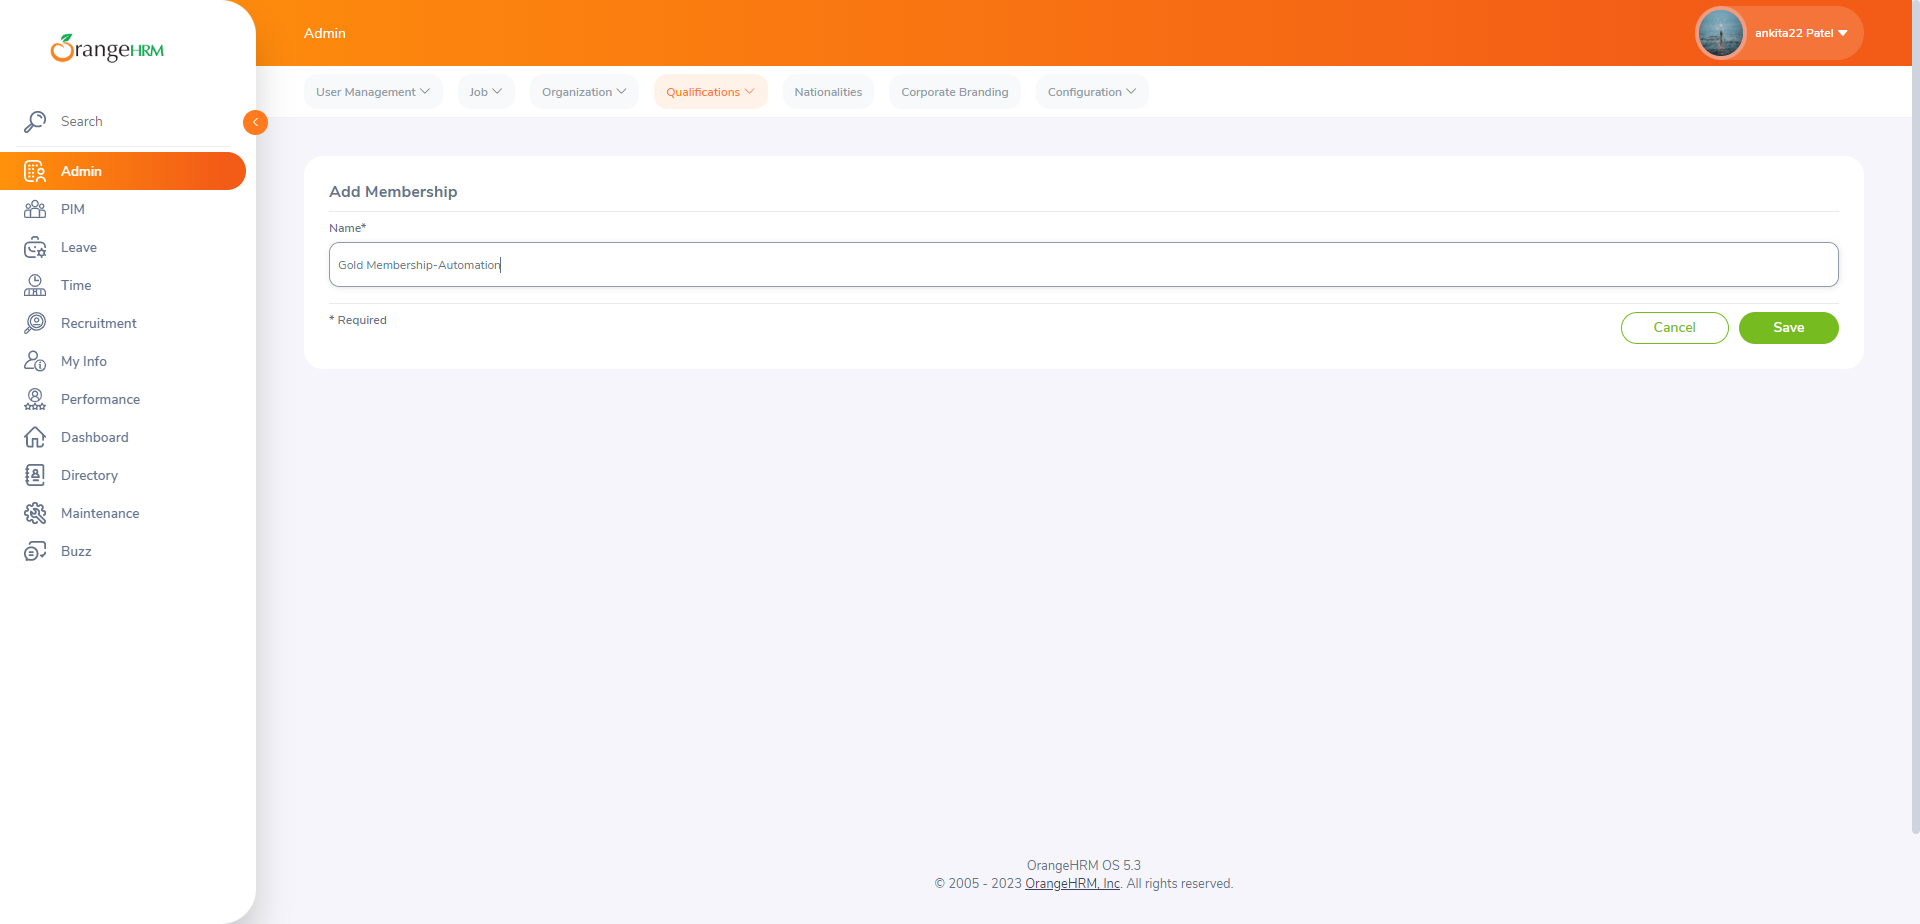 OrangeHRM
Admin
ankita22 Patel
User Management
Job
Organization
Qualifications
Nationalities
Corporate Branding
Configuration
Search
Admin
PIM
Leave
Time
Recruitment
My Info
Performance
Dashboard
Directory
Maintenance
Buzz
Add Membership
Name*
Gold Membership-Automation
* Required
Cancel
Save
OrangeHRM OS 5.3
© 2005 - 2023 OrangeHRM, Inc. All rights reserved.